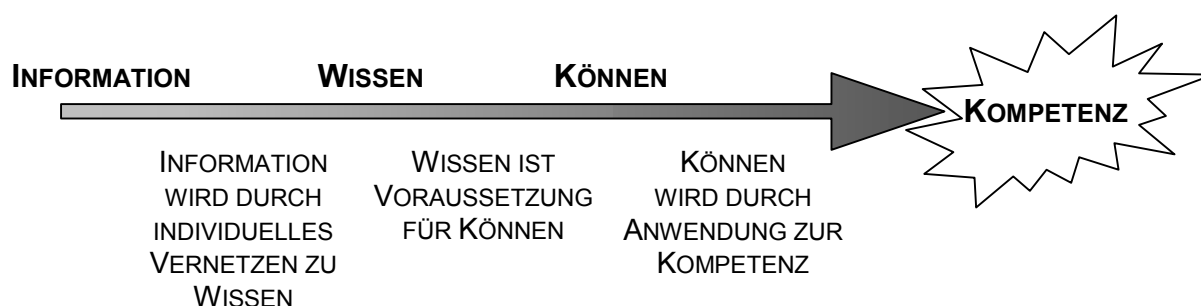 INFORMATION WISSEN KÖNNEN
KOMPETENZ
INFORMATION
WIRD DURCH
INDIVIDUELLES
VERNETZEN ZU
WISSEN
WISSEN IST
VORAUSSETZUNG
FÜR KÖNNEN
KÖNNEN
WIRD DURCH
ANWENDUNG ZUR
KOMPETENZ